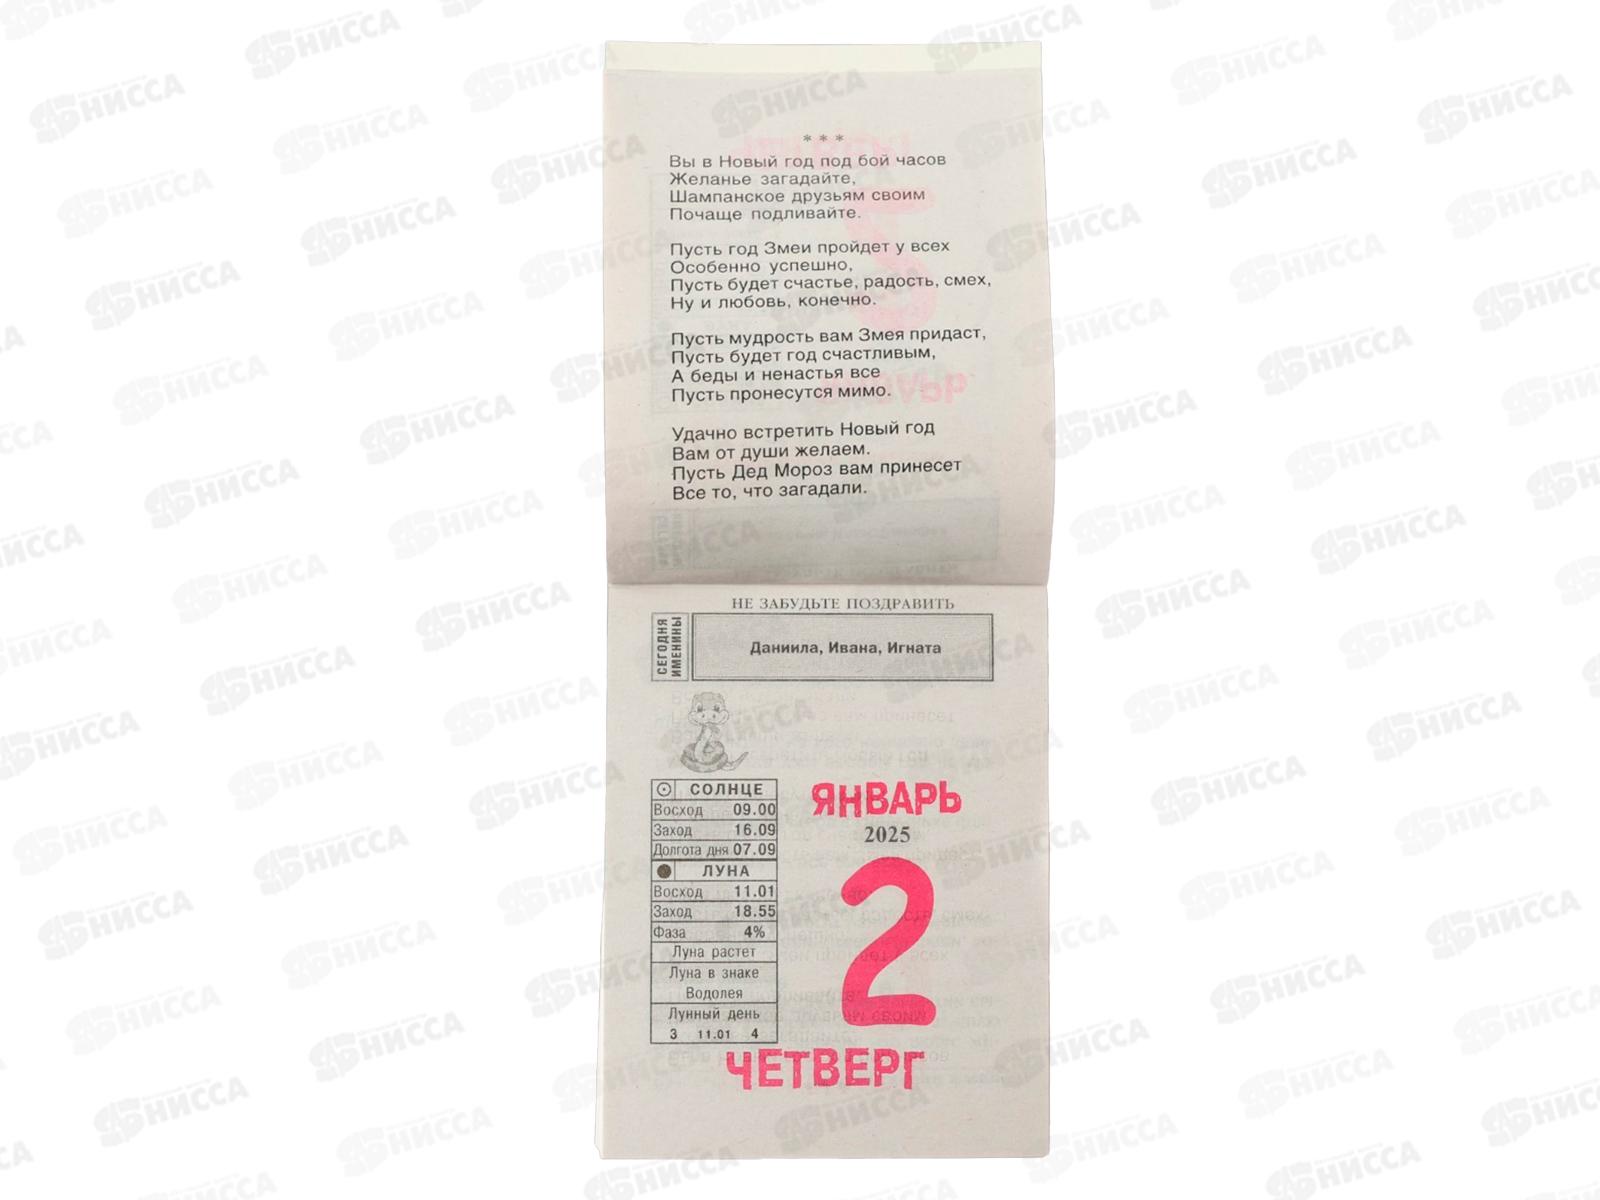 * * *
Вы в Новый год под бой часов
Желанье загадайте,
Шампанское друзьям своим
Почаще подливайте.
Пусть год Змеи пройдет у всех
Особенно успешно,
Пусть будет счастье, радость, смех,
Ну и любовь, конечно.
Пусть мудрость вам Змея придаст,
Пусть будет год счастливым,
А беды и ненастья все
Пусть пронесутся мимо.
Удачно встретить Новый год
Вам от души желаем.
Пусть Дед Мороз вам принесет
Все то, что загадали.
НЕ ЗАБУДЬТЕ ПОЗДРАВИТЬ
СЕГОДНЯ
ИМЕНИНЫ
Даниила, Ивана, Игната
СОЛНЦЕ
Восход 09.00
Заход 16.09
Долгота дня 07.09
ЛУНА
Восход 11.01
Заход 18.55
Фаза 4%
Луна растет
Луна в знаке
Водолея
Лунный день
3 11.01 4
ЯНВАРЬ
2025
2
ЧЕТВЕРГ